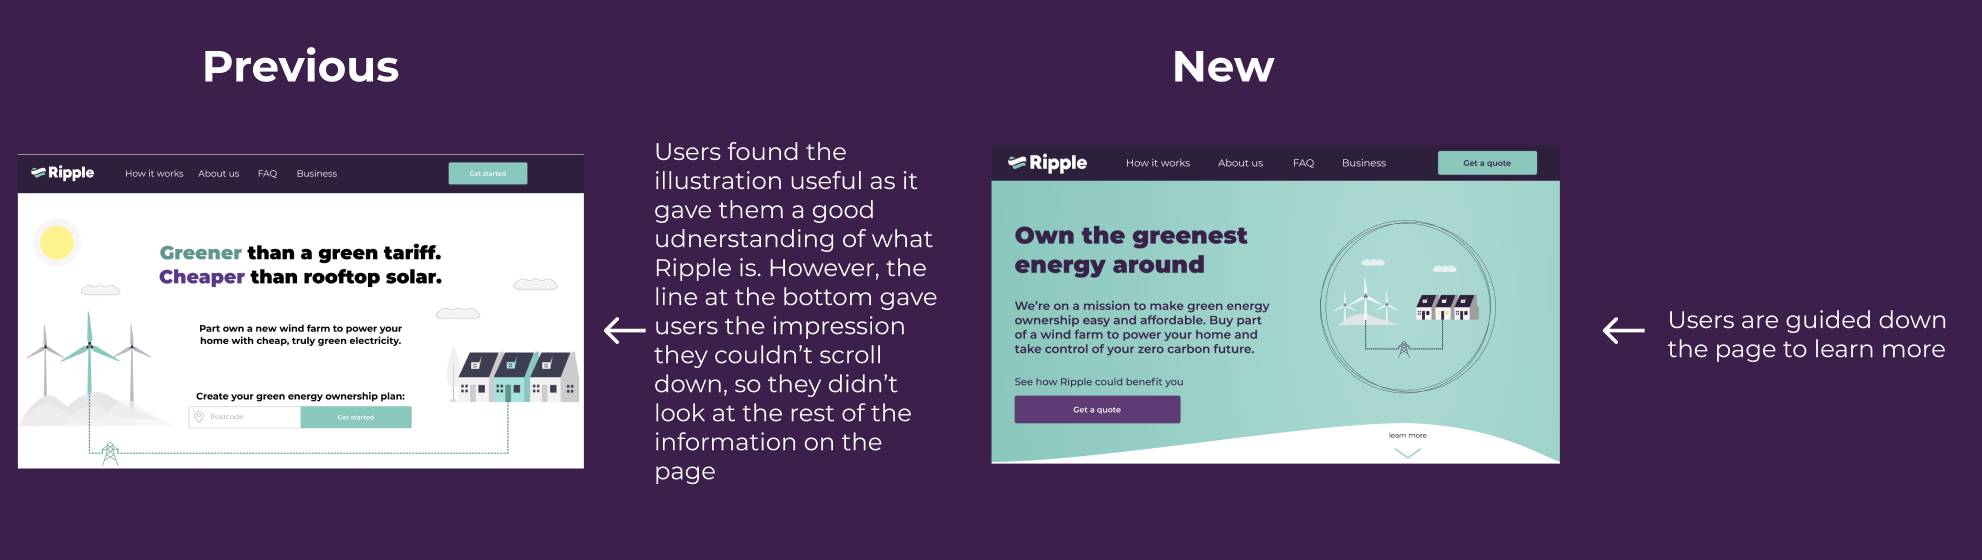 Previous
Ripple
How it works
About us
FAQ
Business
Get started
Greener than a green tariff.
Cheaper than rooftop solar.
Part own a new wind farm to power your
home with cheap, truly green electricity.
Create your green energy ownership plan:
Postcode
Get started
Users found the
illustration useful as it
gave them a good
udnerstanding of what
Ripple is. However, the
line at the bottom gave
users the impression
they couldn’t scroll
down, so they didn’t
look at the rest of the
information on the
page
New
Ripple
How it works
About us
FAQ
Business
Get a quote
Own the greenest
energy around
We’re on a mission to make green energy
ownership easy and affordable. Buy part
of a wind farm to power your home and
take control of your zero carbon future.
See how Ripple could benefit you
Get a quote
learn more
Users are guided down
the page to learn more